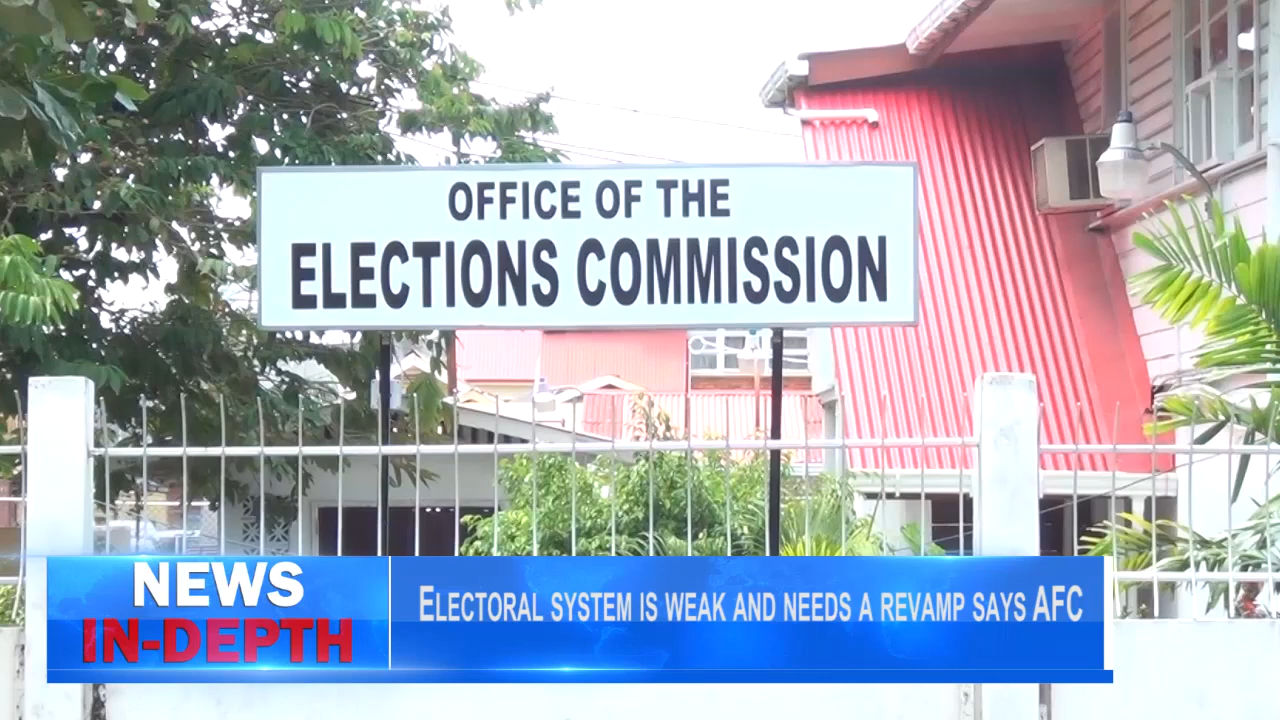 OFFICE OF THE
ELECTIONS COMMISSION
NEWS
IN-DEPTH
ELECTORAL SYSTEM IS WEAK AND NEEDS A REVAMP SAYS AFC